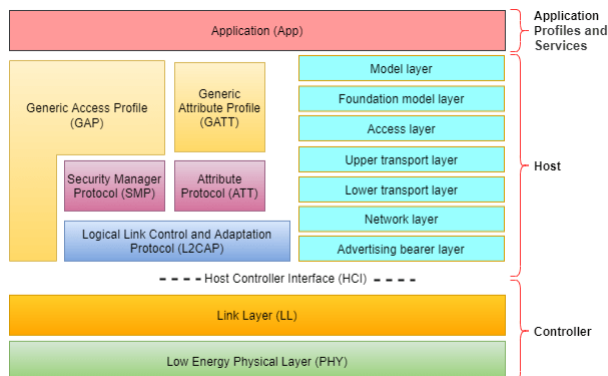 Application (App)
Application
Profiles and
Services
Generic Access Profile
(GAP)
Generic
Attribute Profile
(GATT)
Security Manager
Protocol (SMP)
Attribute
Protocol (ATT)
Logical Link Control and Adaptation
Protocol (L2CAP)
Model layer
Foundation model layer
Access layer
Upper transport layer
Lower transport layer
Network layer
Advertising bearer layer
Host
Host Controller Interface (HCI)
Link Layer (LL)
Low Energy Physical Layer (PHY)
Controller